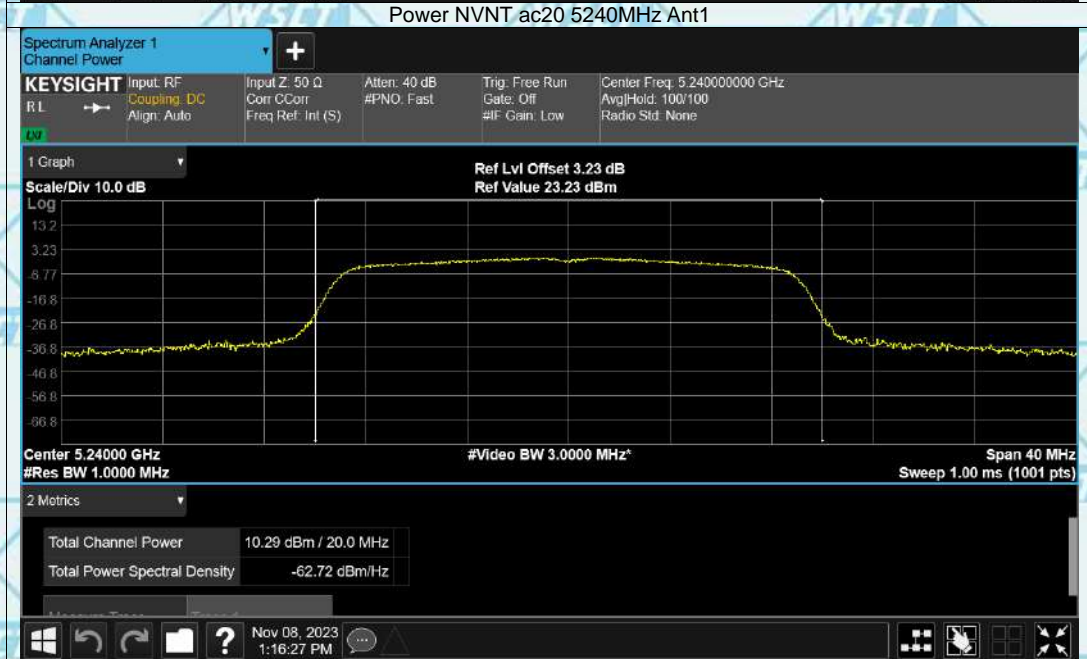 Power NVNT ac20 5240MHz Ant1
Spectrum Analyzer 1
Channel Power
KEYSIGHT
R L
LXI
Input: RF
Coupling: DC
Align: Auto
Input Z: 50 Ω
Corr CCorr
Freq Ref: Int (S)
Atten: 40 dB
#PNO: Fast
Trig: Free Run
Gate: Off
#IF Gain: Low
Center Freq: 5.240000000 GHz
Avg|Hold: 100/100
Radio Std: None
1 Graph
Scale/Div 10.0 dB
Ref Lvl Offset 3.23 dB
Ref Value 23.23 dBm
Log
13.2
3.23
-6.77
-16.8
-26.8
-36.8
-46.8
-56.8
-66.8
Center 5.24000 GHz
#Video BW 3.0000 MHz*
Span 40 MHz
#Res BW 1.0000 MHz
Sweep 1.00 ms (1001 pts)
2 Metrics
Total Channel Power 10.29 dBm / 20.0 MHz
Total Power Spectral Density -62.72 dBm/Hz
?
Nov 08, 2023
1:16:27 PM